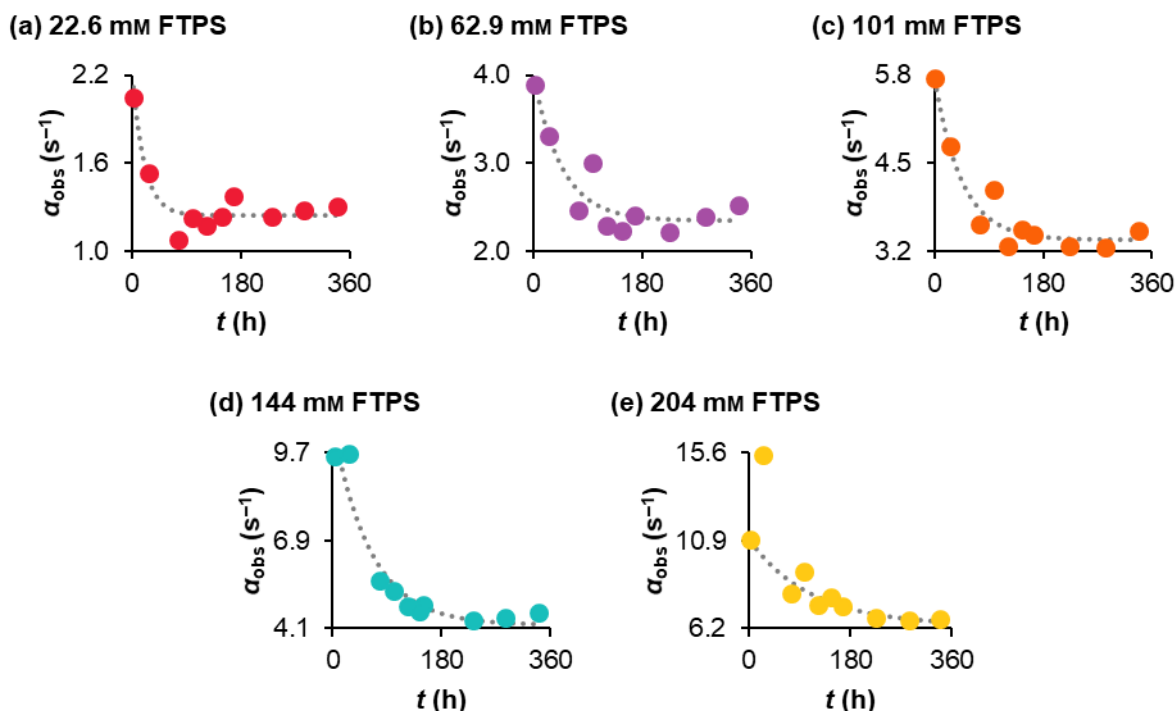 (a) 22.6 mM FTPS
(b) 62.9 mM FTPS
(c) 101 mM FTPS
2.2
1.6
1.0
αobs (s−1)
0
180
360
t (h)
4.0
3.0
2.0
αobs (s−1)
0
180
360
t (h)
5.8
4.5
3.2
αobs (s−1)
0
180
360
t (h)
(d) 144 mM FTPS
(e) 204 mM FTPS
9.7
6.9
4.1
αobs (s−1)
0
180
360
t (h)
15.6
10.9
6.2
αobs (s−1)
0
180
360
t (h)